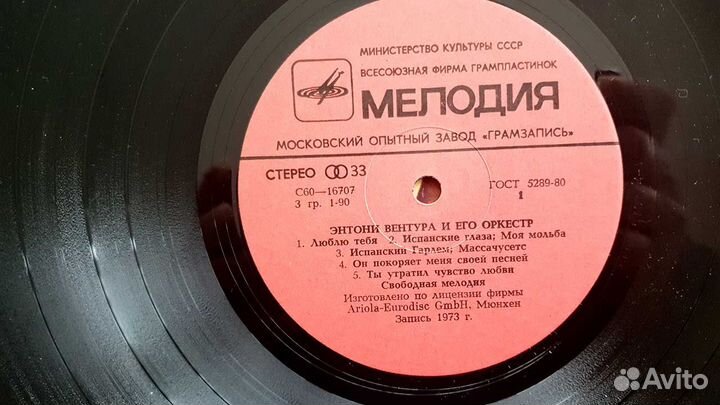 МИНИСТЕРСТВО КУЛЬТУРЫ СССР
ВСЕСОЮЗНАЯ ФИРМА ГРАМПЛАСТИНОК
МЕЛОДИЯ
МОСКОВСКИЙ ОПЫТНЫЙ ЗАВОД «ГРАМЗАПИСЬ»
СТЕРЕО 33
С60—16707
3 гр. 1-90
ГОСТ 5289-80
1
ЭНТОНИ ВЕНТУРА И ЕГО ОРКЕСТР
1. Люблю тебя 2. Испанские глаза; Моя мольба
3. Испанский Гарлем; Массачусетс
4. Он покоряет меня своей песней
5. Ты утратил чувство любви
Свободная мелодия
Изготовлено по лицензии фирмы
Ariola-Eurodisc GmbH, Мюнхен
Запись 1973 г.
Avito